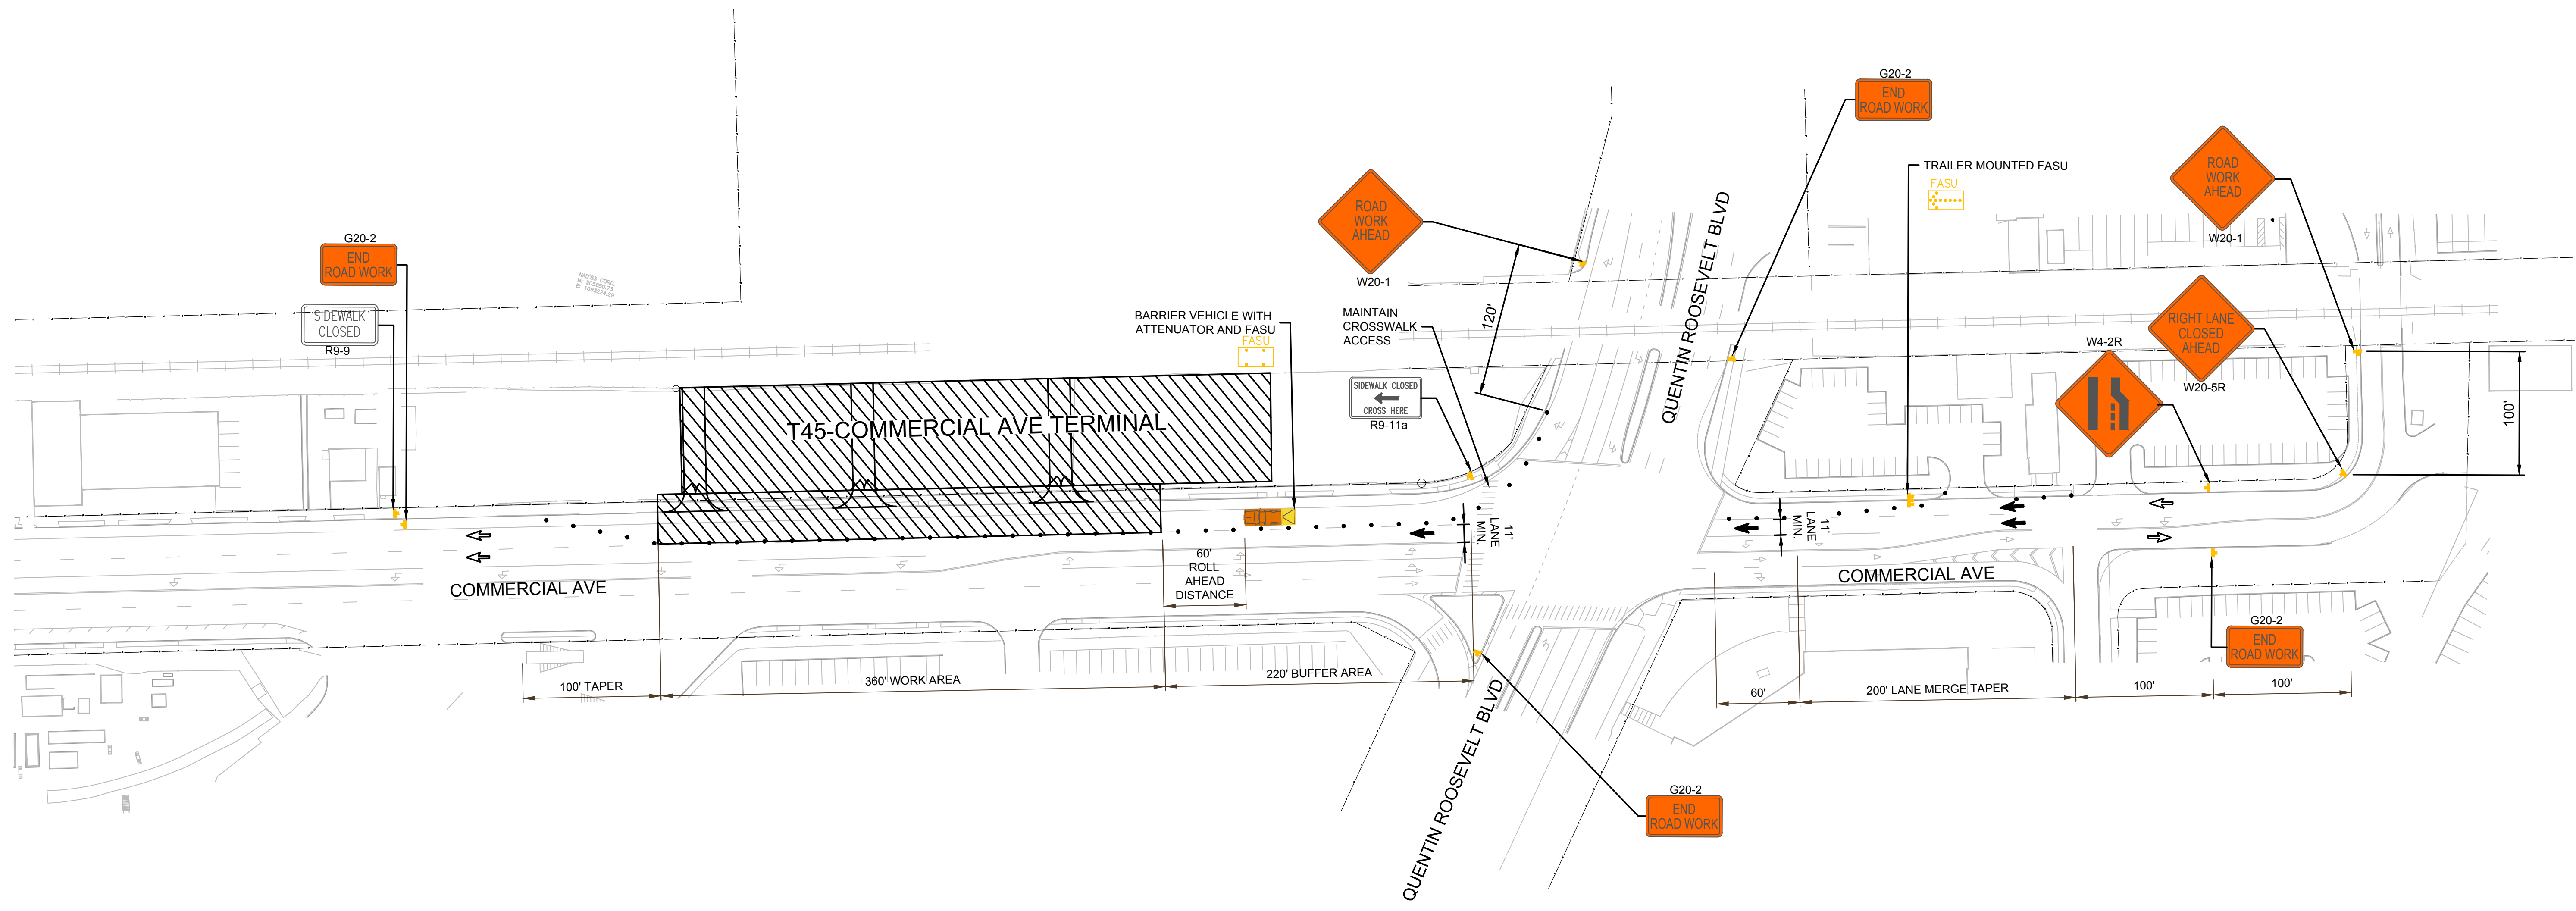 G20-2
END
ROAD WORK
ROAD
WORK
AHEAD
W20-1
TRAILER MOUNTED FASU
FASU
ROAD
WORK
AHEAD
W20-1
G20-2
END
ROAD WORK
SIDEWALK
CLOSED
R9-9
NAD'83 CORD.
BARRIER VEHICLE WITH
ATTENUATOR AND FASU
FASU
MAINTAIN
CROSSWALK
ACCESS
120'
QUENTIN ROOSEVELT BLVD
SIDEWALK CLOSED
CROSS HERE
R9-11a
W4-2R
RIGHT LANE
CLOSED
AHEAD
W20-5R
100'
T45-COMMERCIAL AVE TERMINAL
11'
LANE
MIN.
11'
LANE
MIN.
60'
ROLL
AHEAD
DISTANCE
COMMERCIAL AVE
COMMERCIAL AVE
G20-2
END
ROAD WORK
100' TAPER
360' WORK AREA
220' BUFFER AREA
60'
200' LANE MERGE TAPER
100'
100'
QUENTIN ROOSEVELT BLVD
G20-2
END
ROAD WORK